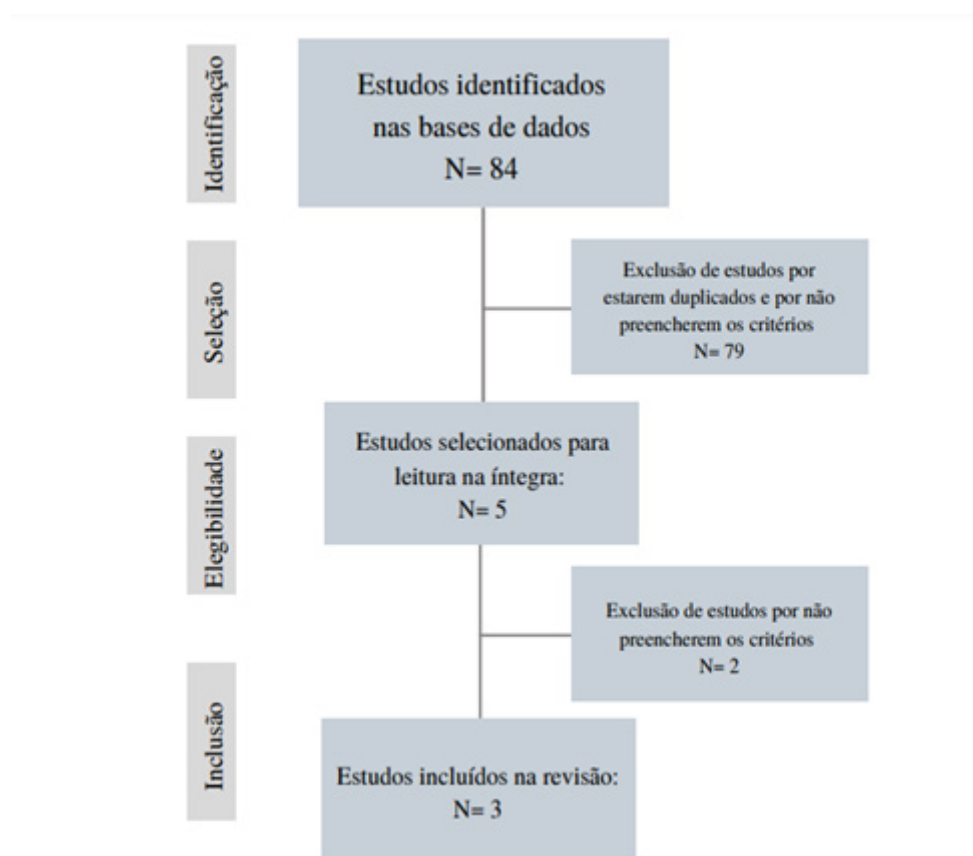 Identificação
Estudos identificados
nas bases de dados
N= 84
Seleção
Exclusão de estudos por
estarem duplicados e por não
preencherem os critérios
N= 79
Elegibilidade
Estudos selecionados para
leitura na íntegra:
N= 5
Exclusão de estudos por não
preencherem os critérios
N= 2
Inclusão
Estudos incluídos na revisão:
N= 3